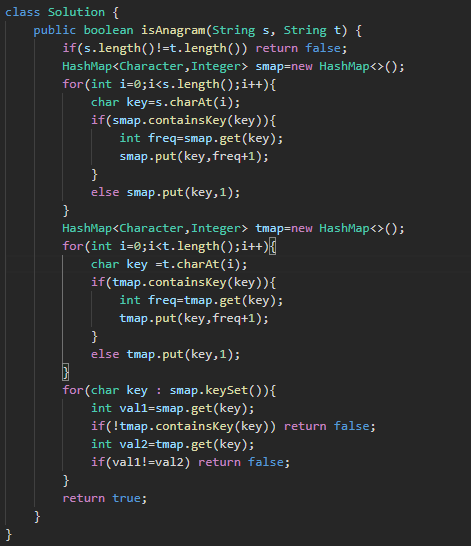 class Solution {
    public boolean isAnagram(String s, String t) {
        if(s.length()!=t.length()) return false;
        HashMap<Character,Integer> smap=new HashMap<>();
        for(int i=0;i<s.length();i++){
            char key=s.charAt(i);
            if(smap.containsKey(key)){
                int freq=smap.get(key);
                smap.put(key,freq+1);
            }
            else smap.put(key,1);
        }
        HashMap<Character,Integer> tmap=new HashMap<>();
        for(int i=0;i<t.length();i++){
            char key =t.charAt(i);
            if(tmap.containsKey(key)){
                int freq=tmap.get(key);
                tmap.put(key,freq+1);
            }
            else tmap.put(key,1);
        }
        for(char key : smap.keySet()){
            int val1=smap.get(key);
            if(!tmap.containsKey(key)) return false;
            int val2=tmap.get(key);
            if(val1!=val2) return false;
        }
        return true;
    }
}